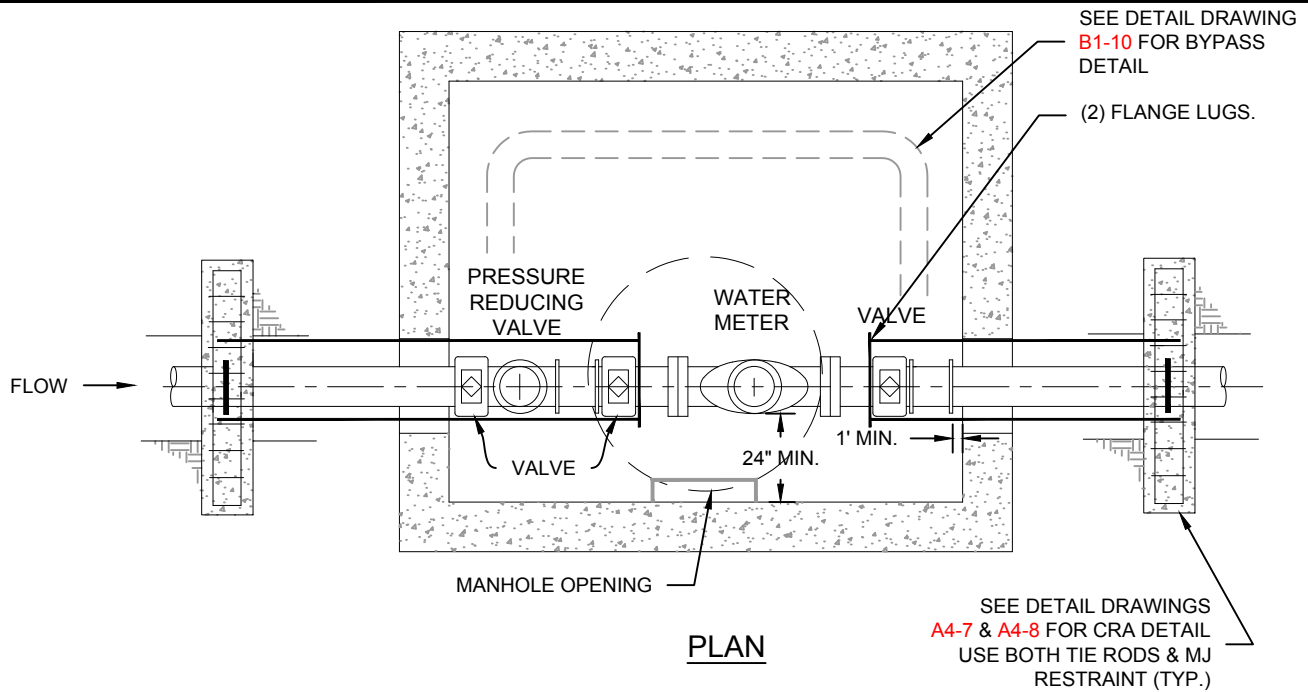 SEE DETAIL DRAWING
B1-10 FOR BYPASS
DETAIL
(2) FLANGE LUGS.
PRESSURE
REDUCING
VALVE
WATER
METER
VALVE
FLOW
1' MIN.
24" MIN.
VALVE
MANHOLE OPENING
SEE DETAIL DRAWINGS
A4-7 & A4-8 FOR CRA DETAIL
USE BOTH TIE RODS & MJ
RESTRAINT (TYP.)
PLAN